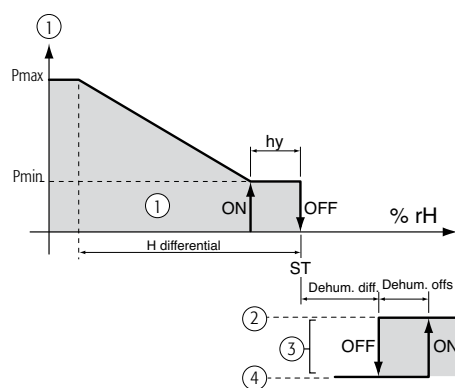 1
Pmax
hy
Pmin
1
ON
OFF
% rH
H differential
ST
Dehum. diff.
Dehum. offs
2
3
OFF
ON
4